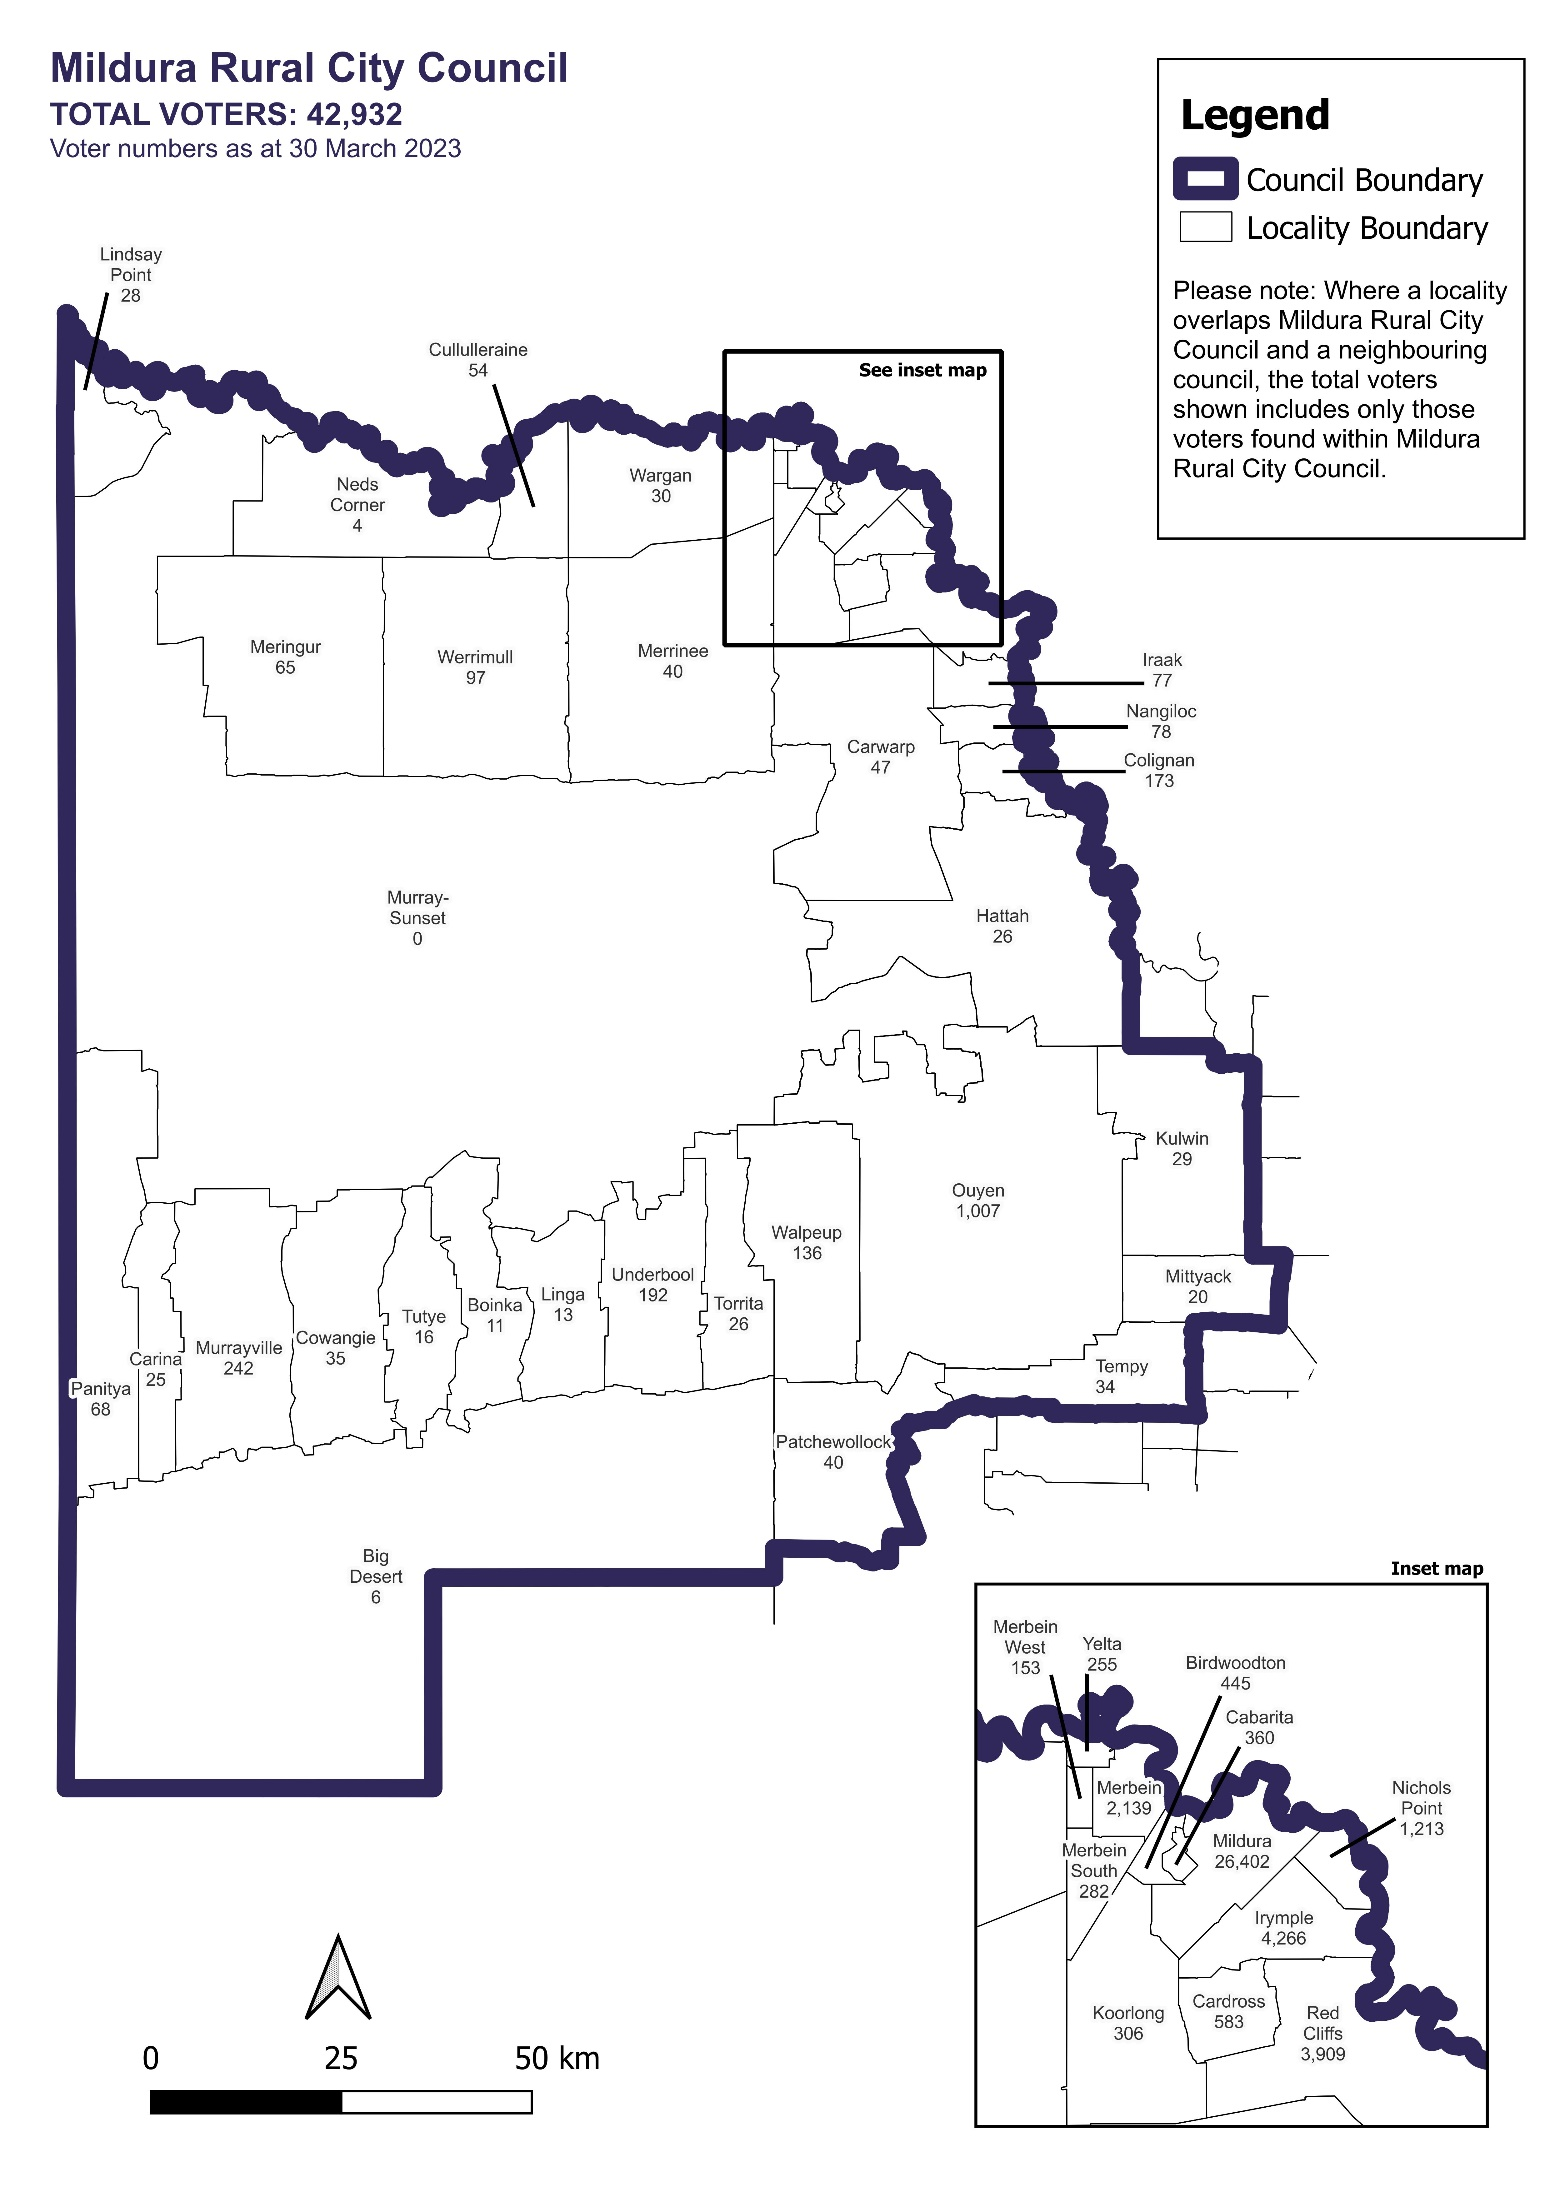 Mildura Rural City Council
TOTAL VOTERS: 42,932
Voter numbers as at 30 March 2023
Legend
Council Boundary
Locality Boundary
Please note: Where a locality
overlaps Mildura Rural City
Council and a neighbouring
council, the total voters
shown includes only those
voters found within Mildura
Rural City Council.
Lindsay
Point
28
Cullulleraine
54
See inset map
Neds
Corner
4
Wargan
30
Meringur
65
Werrimull
97
Merrinee
40
Iraak
77
Nangiloc
78
Colignan
173
Carwarp
47
Murray-
Sunset
0
Hattah
26
Kulwin
29
Ouyen
1,007
Walpeup
136
Mittyack
20
Underbool
192
Linga
13
Torrita
26
Boinka
11
Tutye
16
Cowangie
35
Murrayville
242
Carina
25
Panitya
68
Tempy
34
Patchewollock
40
Big
Desert
6
Inset map
Merbein
West
153
Yelta
255
Birdwoodton
445
Cabarita
360
Merbein
2,139
Nichols
Point
1,213
Mildura
26,402
Merbein
South
282
Irymple
4,266
Koorlong
306
Cardross
583
Red
Cliffs
3,909
0 25 50 km